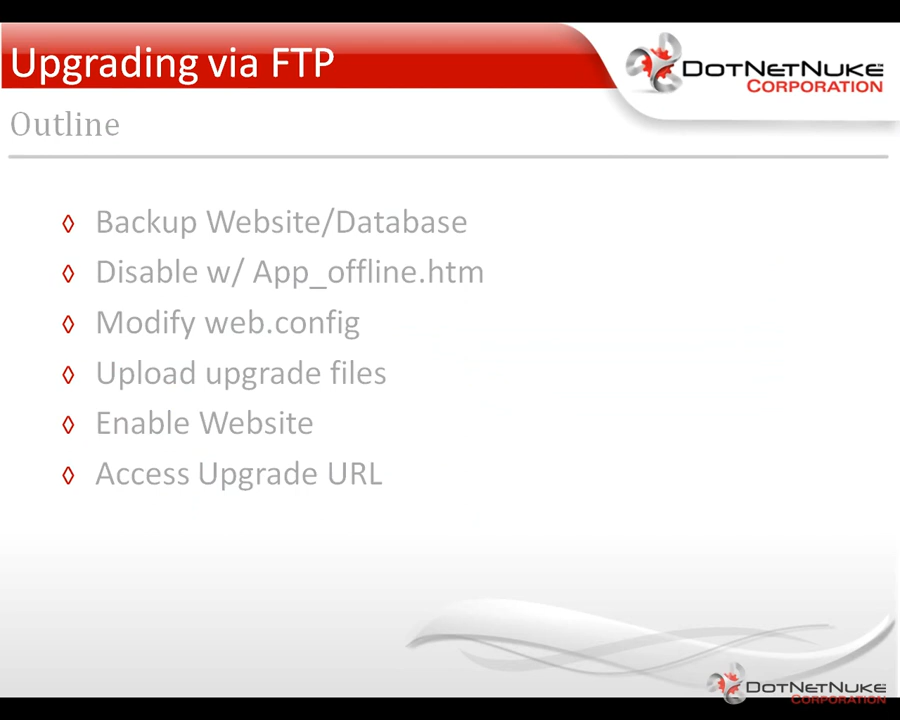 Upgrading via FTP
DOTNETNUKE
CORPORATION
Outline
◊ Backup Website/Database
◊ Disable w/ App_offline.htm
◊ Modify web.config
◊ Upload upgrade files
◊ Enable Website
◊ Access Upgrade URL
DOTNETNUKE
CORPORATION